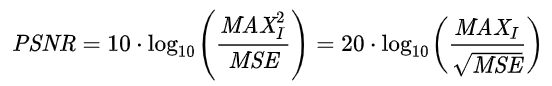 PSNR = 10 · log₁₀ (MAX_I² / MSE) = 20 · log₁₀ (MAX_I / √MSE)